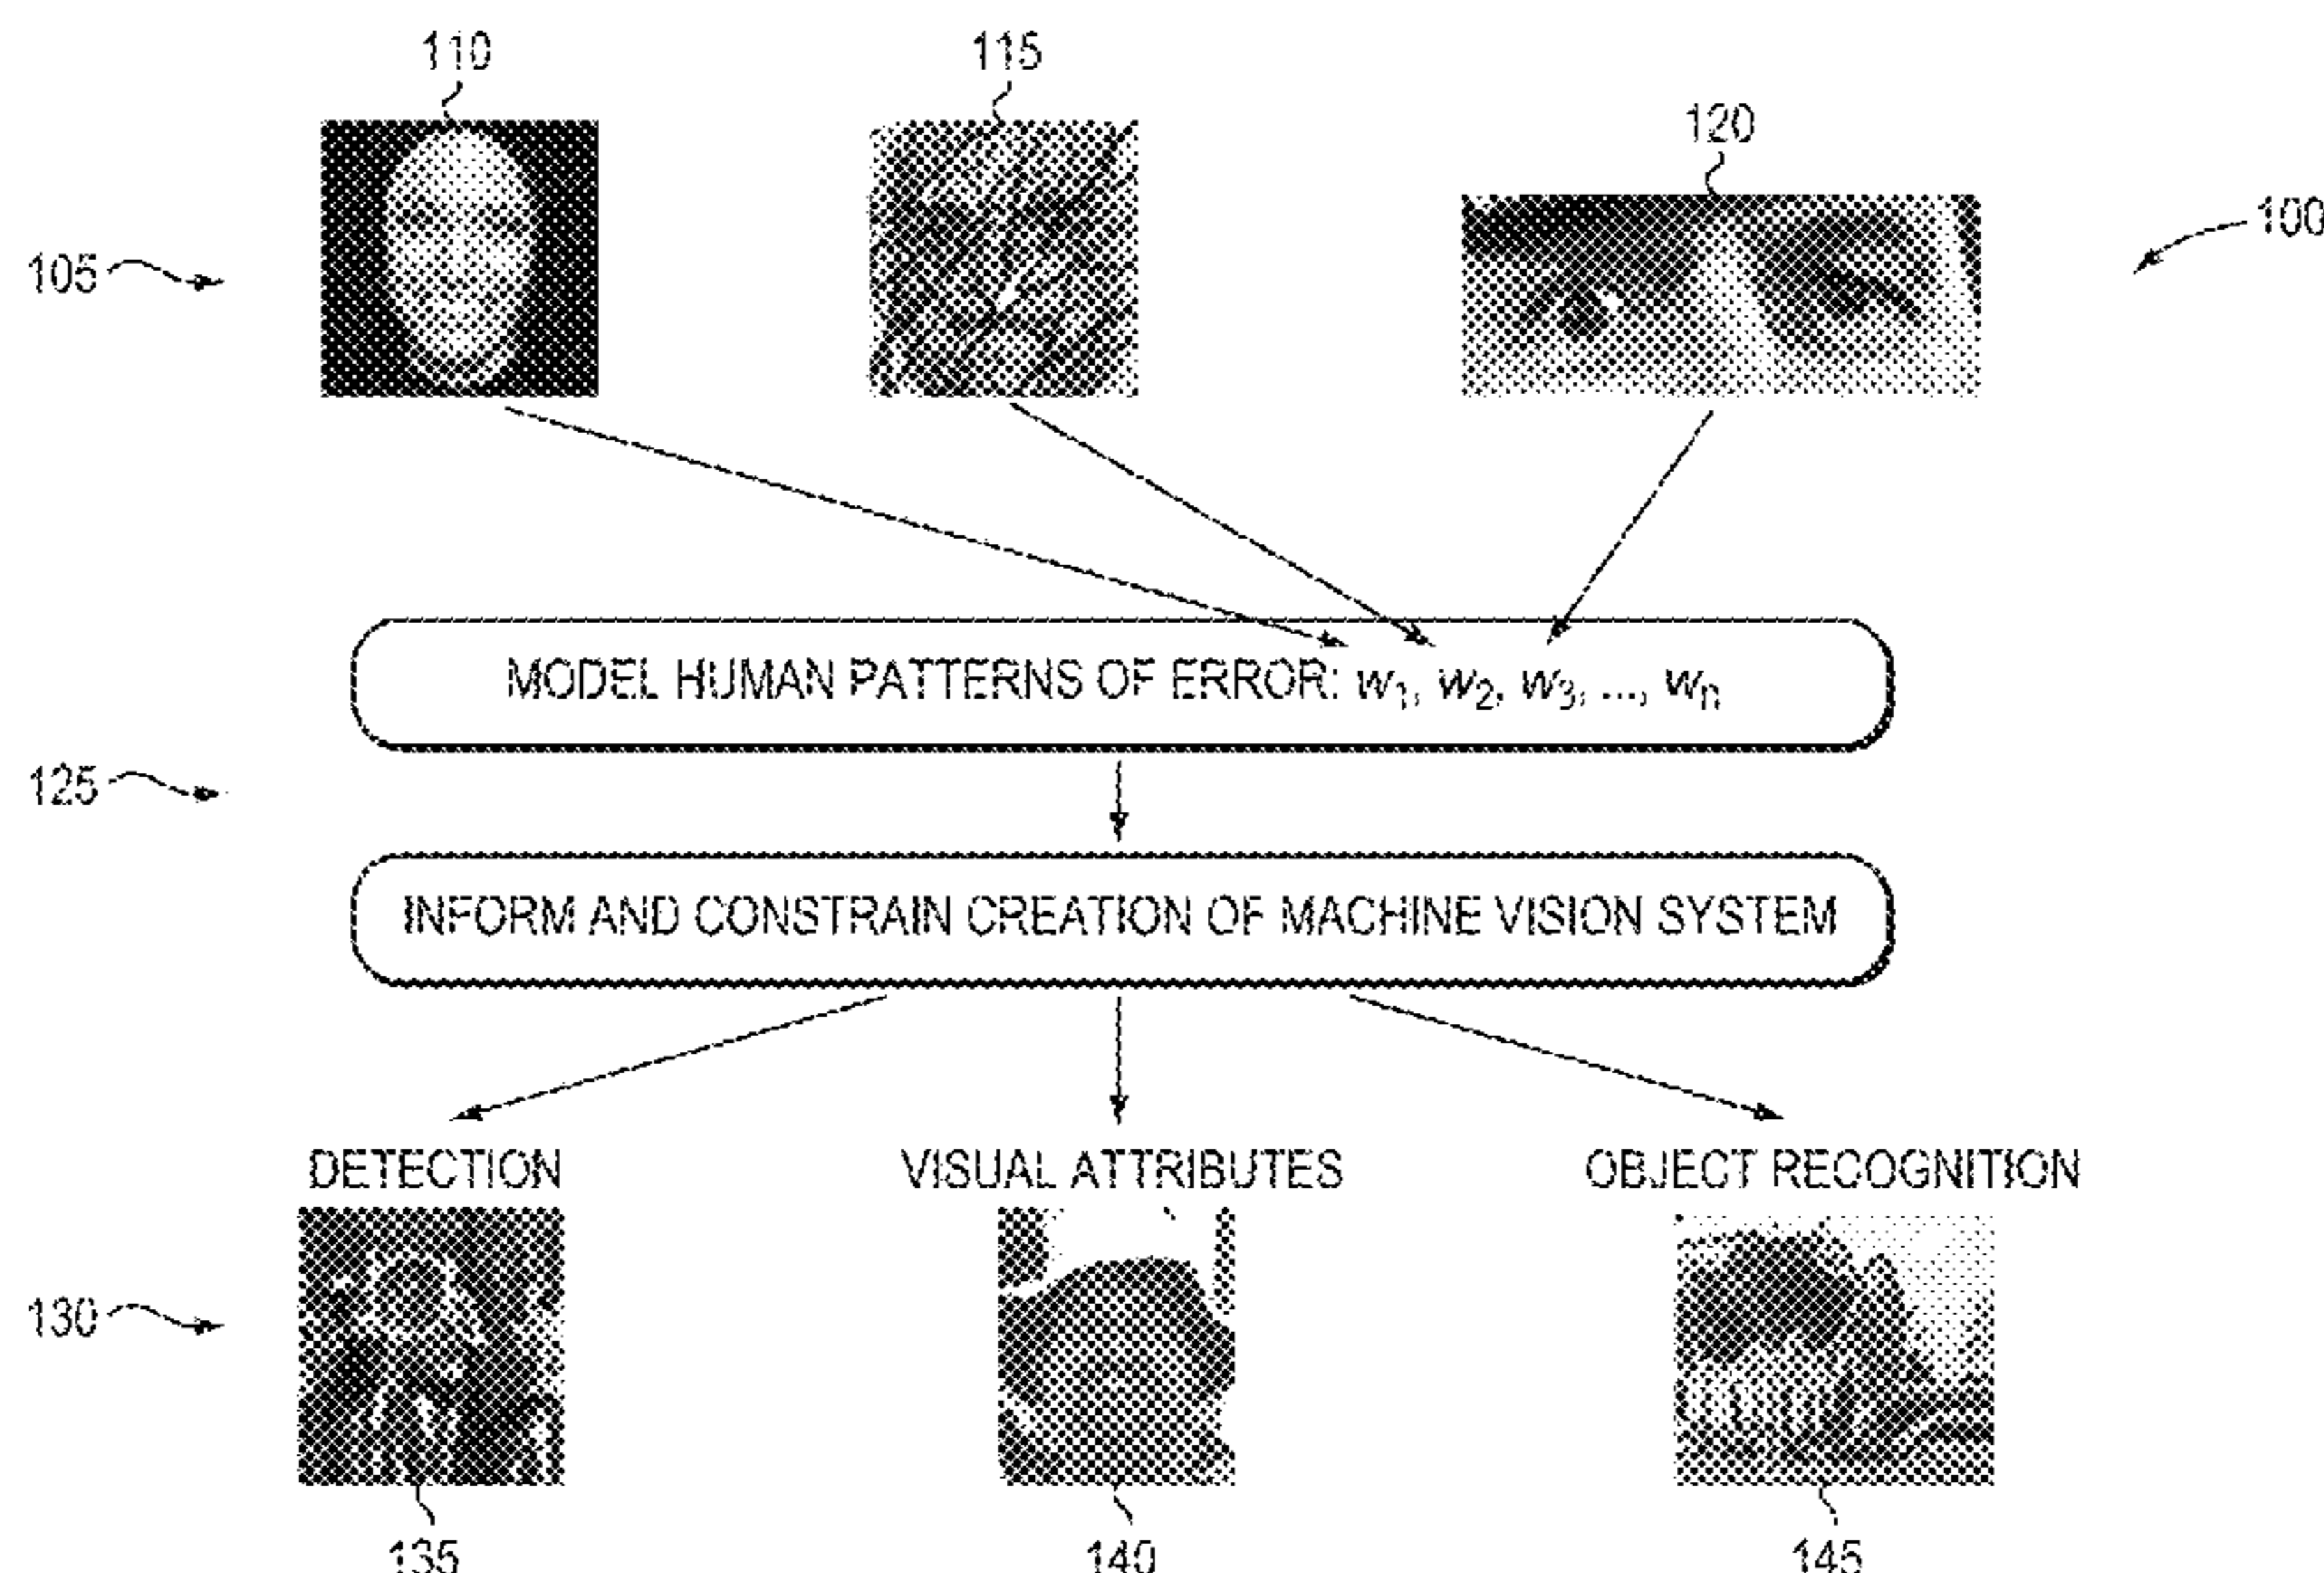 110
115
120
100
105
MODEL HUMAN PATTERNS OF ERROR: w1, w2, w3, ..., wn
125
INFORM AND CONSTRAIN CREATION OF MACHINE VISION SYSTEM
DETECTION
VISUAL ATTRIBUTES
OBJECT RECOGNITION
130
135
140
145